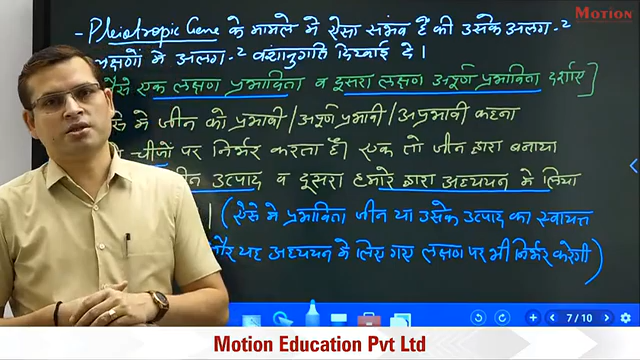 - Pleiotropic Gene के मामले में ऐसा संभव है की उसके अलग-2
लक्षणों में अलग-2 वंशानुगति दिखाई दे।
एक लक्षण प्रभाविता व दूसरा लक्षण अपूर्ण प्रभाविता दर्शाए]
में जीन को प्रभावी/अपूर्ण प्रभावी/अप्रभावी कहना
चीजों पर निर्भर करता है। एक तो जीन द्वारा बनाया
उत्पाद व दूसरा हमारे द्वारा अध्ययन में लिया
(ऐसे में प्रभाविता जीन या उसके उत्पाद का स्वायत्त
यह अध्ययन में लिए गए लक्षण पर भी निर्भर करेगी)
MOTION
7 / 10
Motion Education Pvt Ltd